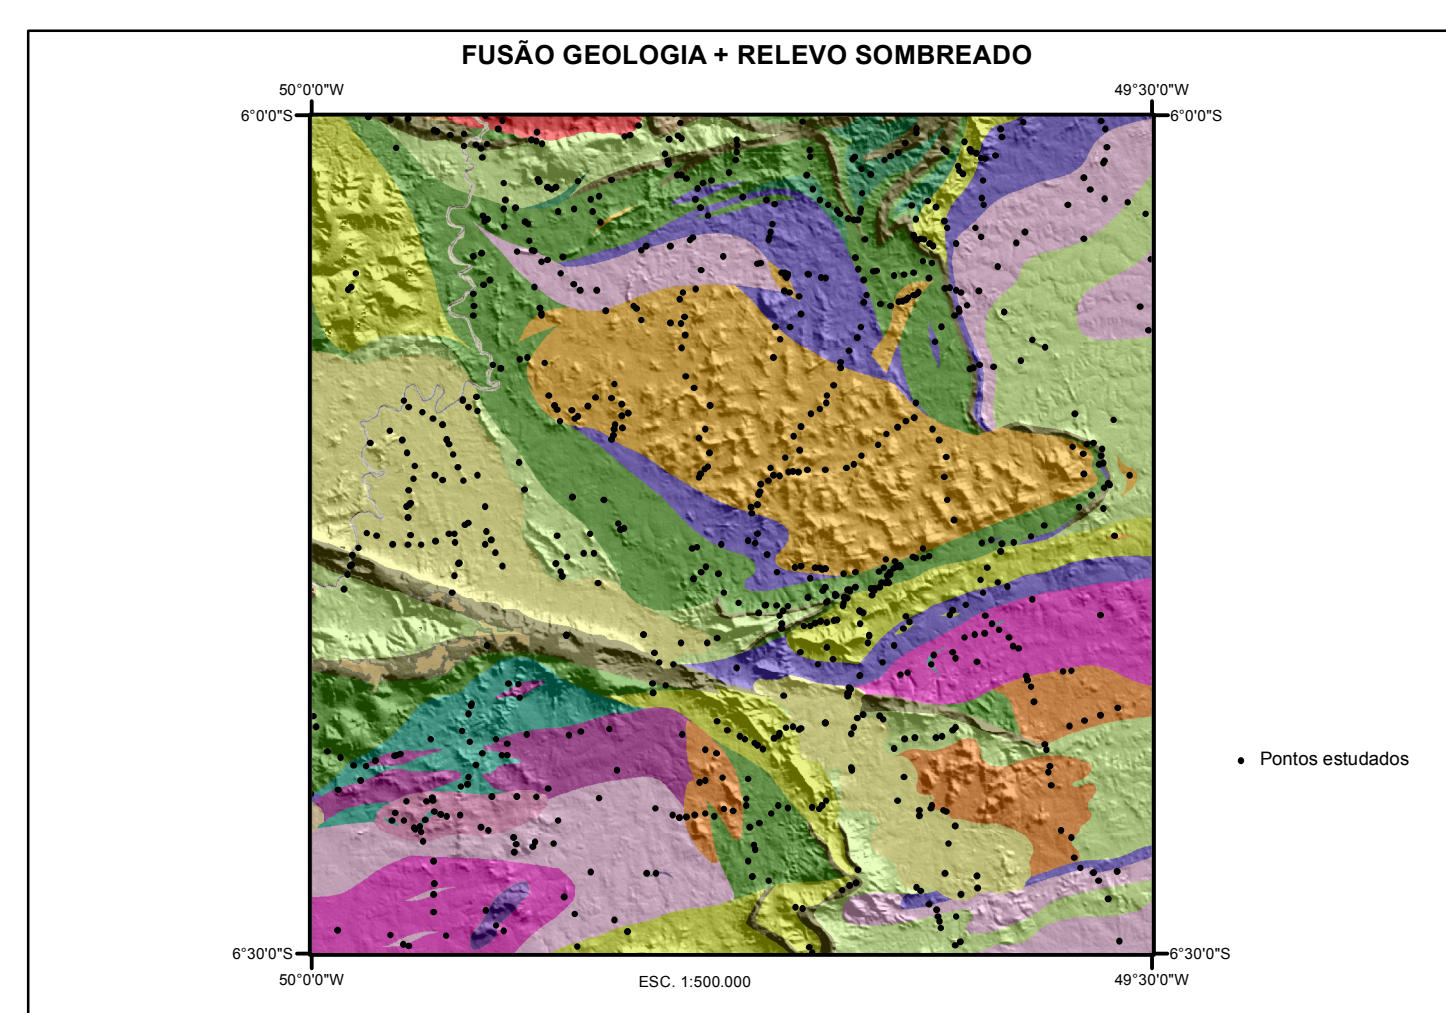 FUSÃO GEOLOGIA + RELEVO SOMBREADO
50°0'0"W
49°30'0"W
6°0'0"S
6°0'0"S
Pontos estudados
6°30'0"S
6°30'0"S
50°0'0"W
ESC. 1:500.000
49°30'0"W